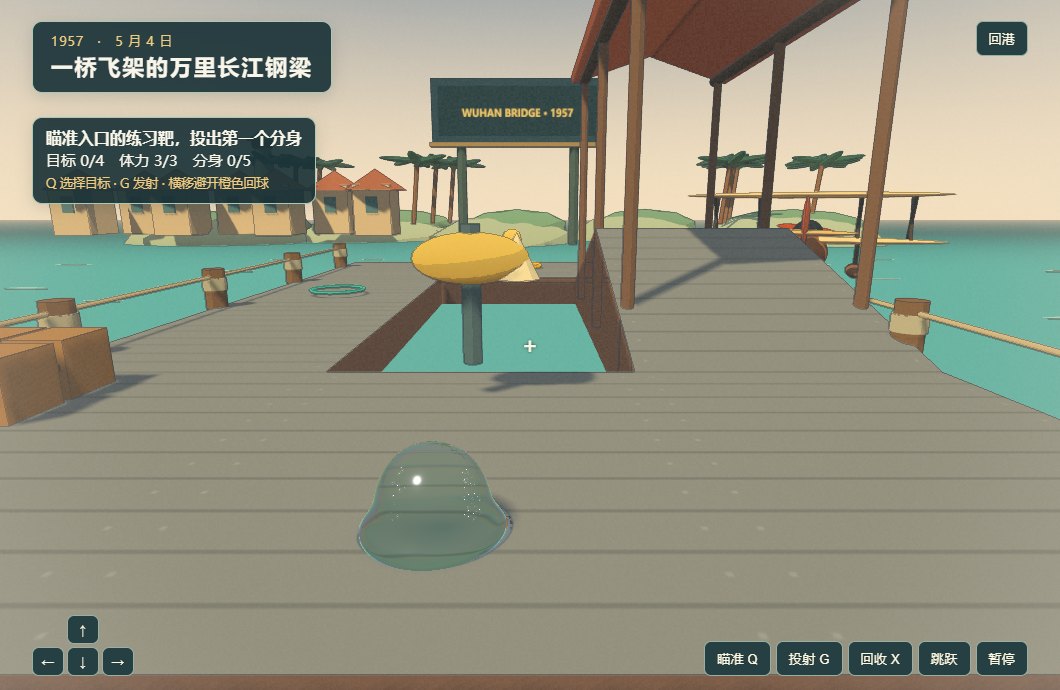 1957 · 5 月 4 日
一桥飞架的万里长江钢梁
回港
瞄准入口的练习靶，投出第一个分身
目标 0/4 体力 3/3 分身 0/5
Q 选择目标 · G 发射 · 横移避开橙色回球
WUHAN BRIDGE • 1957
↑
← ↓ →
瞄准 Q 投射 G 回收 X 跳跃 暂停